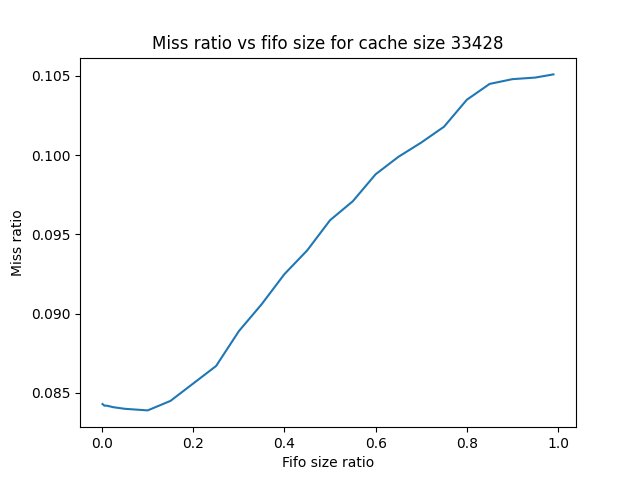 Miss ratio vs fifo size for cache size 33428
0.105
0.100
0.095
0.090
0.085
Miss ratio
0.0 0.2 0.4 0.6 0.8 1.0
Fifo size ratio